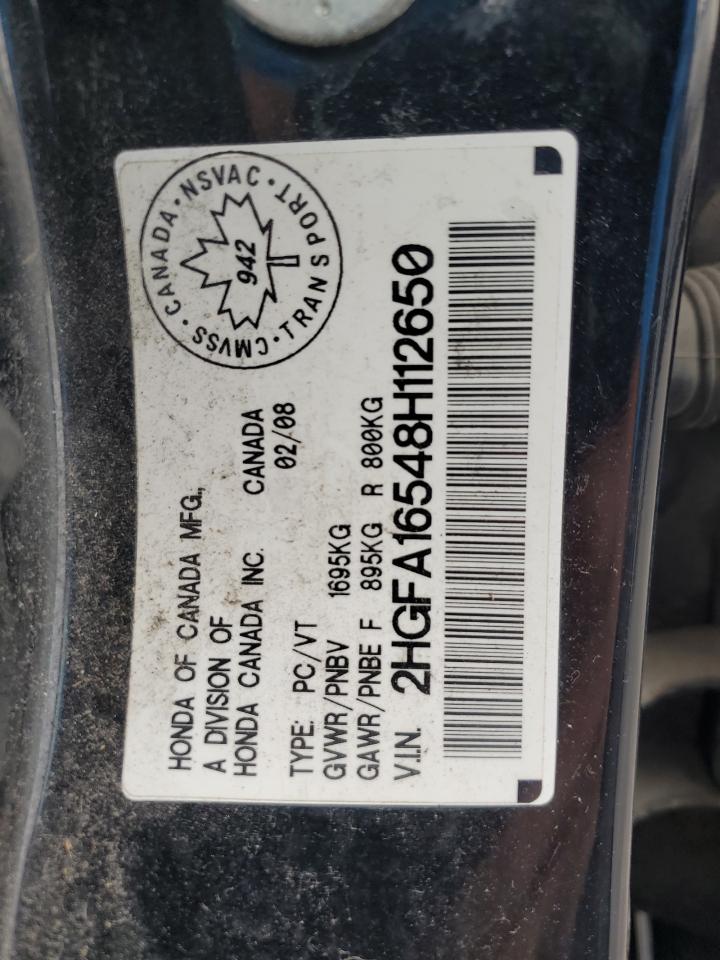 CMVSS · CANADA · NSVAC · TRANSPORT ·
942
HONDA OF CANADA MFG.,
A DIVISION OF
HONDA CANADA INC. CANADA
02/08
TYPE: PC/VT
GVWR/PNBV 1695KG
GAWR/PNBE F 895KG R 800KG
V.I.N. 2HGFA16548H112650